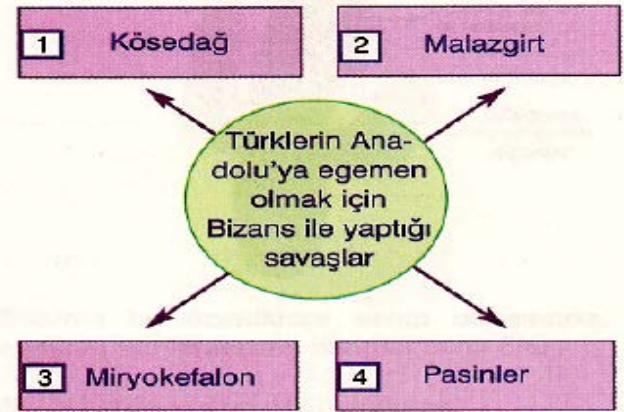 1 Kösedağ
2 Malazgirt
Türklerin Ana-
dolu'ya egemen
olmak için
Bizans ile yaptığı
savaşlar
3 Miryokefalon
4 Pasinler